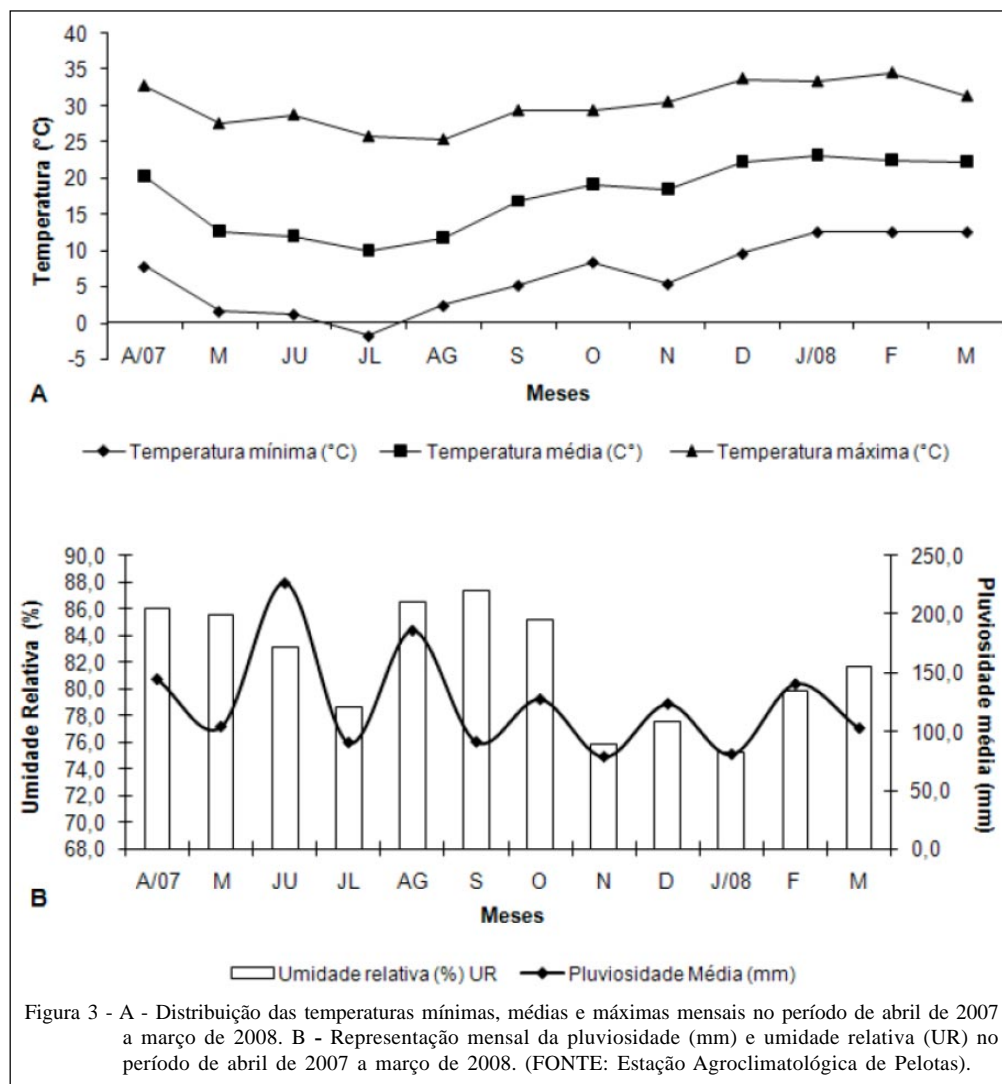 40
35
30
25
20
15
10
5
0
-5
Temperatura (°C)
A/07 M JU JL AG S O N D J/08 F M
Meses
A
Temperatura mínima (°C) Temperatura média (C°) Temperatura máxima (°C)
90,0
88,0
86,0
84,0
82,0
80,0
78,0
76,0
74,0
72,0
70,0
68,0
Umidade Relativa (%)
250,0
200,0
150,0
100,0
50,0
0,0
Pluviosidade média (mm)
A/07 M JU JL AG S O N D J/08 F M
Meses
B
Umidade relativa (%) UR Pluviosidade Média (mm)
Figura 3 - A - Distribuição das temperaturas mínimas, médias e máximas mensais no período de abril de 2007
a março de 2008. B - Representação mensal da pluviosidade (mm) e umidade relativa (UR) no
período de abril de 2007 a março de 2008. (FONTE: Estação Agroclimatológica de Pelotas).